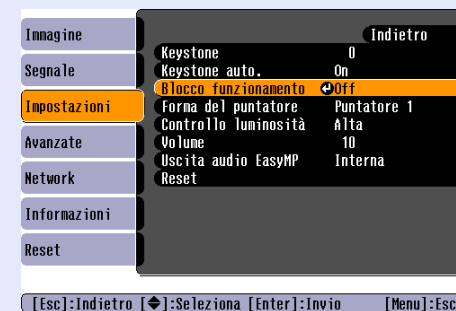 Immagine
Segnale
Impostazioni
Avanzate
Network
Informazioni
Reset
Indietro
Keystone 0
Keystone auto. On
Blocco funzionamento Off
Forma del puntatore Puntatore 1
Controllo luminosità Alta
Volume 10
Uscita audio EasyMP Interna
Reset
[Esc]:Indietro [◆]:Seleziona [Enter]:Invio [Menu]:Esc